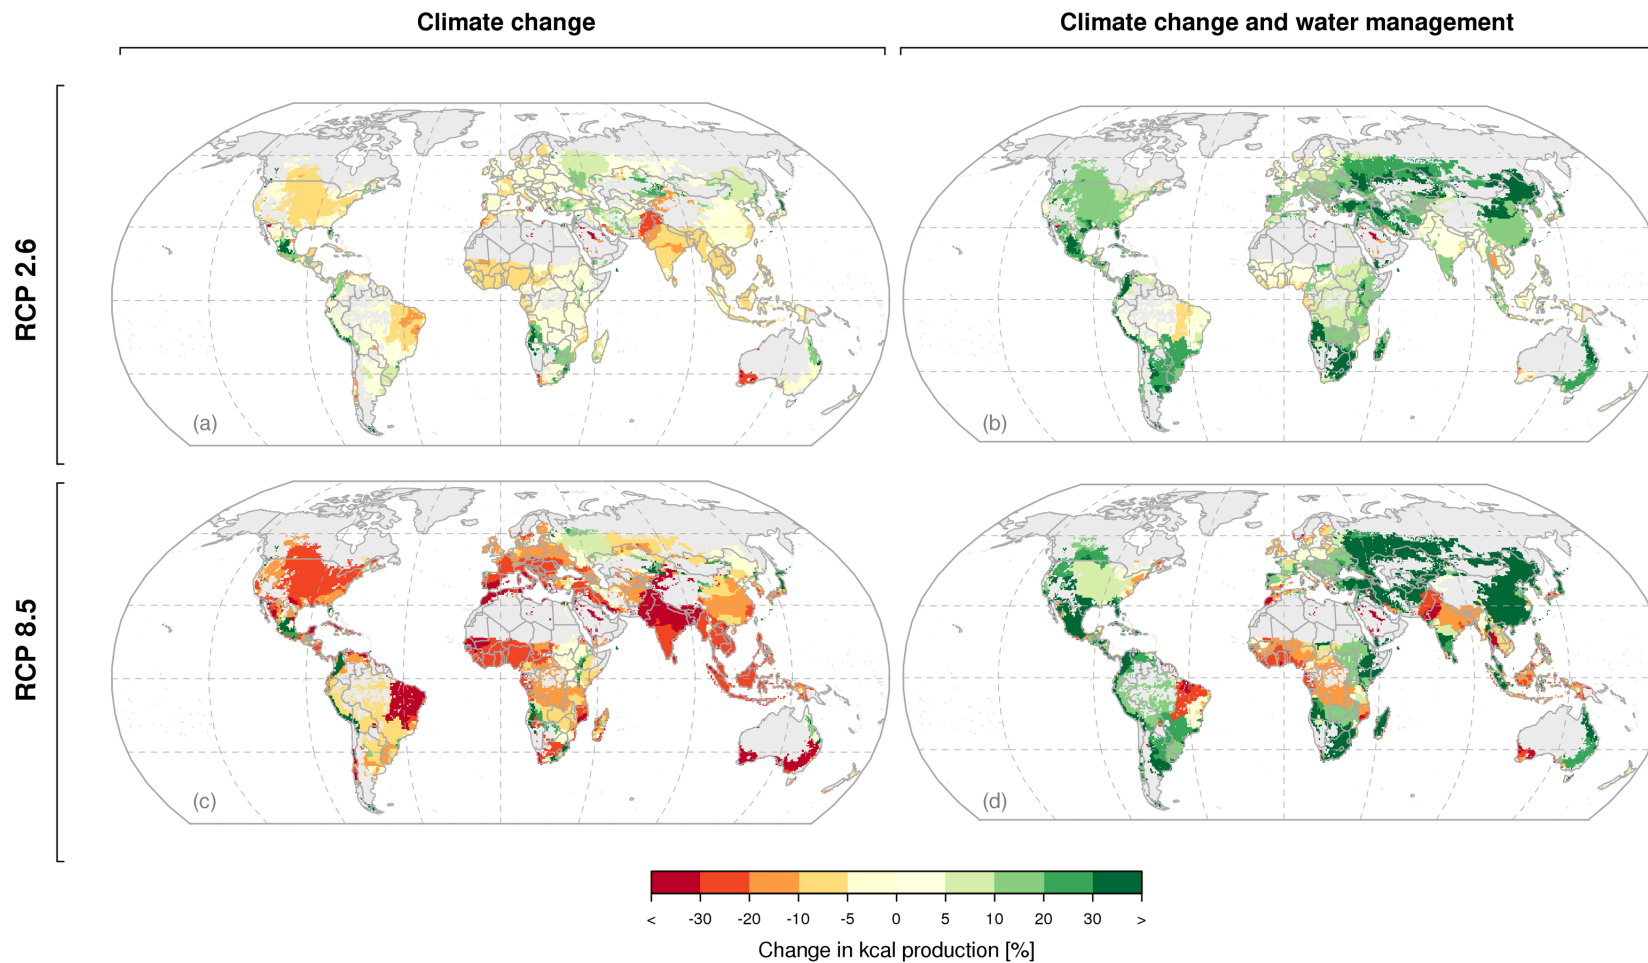 Climate change
Climate change and water management
RCP 2.6
(a)
(b)
RCP 8.5
(c)
(d)
< -30 -20 -10 -5 0 5 10 20 30 >
Change in kcal production [%]